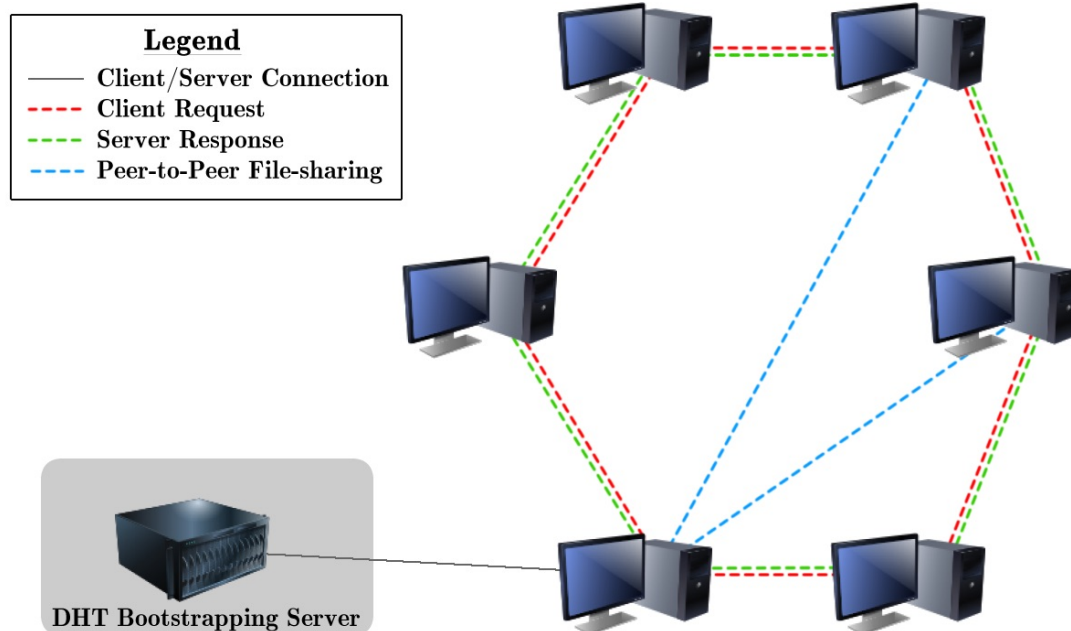 Legend
Client/Server Connection
Client Request
Server Response
Peer-to-Peer File-sharing
DHT Bootstrapping Server